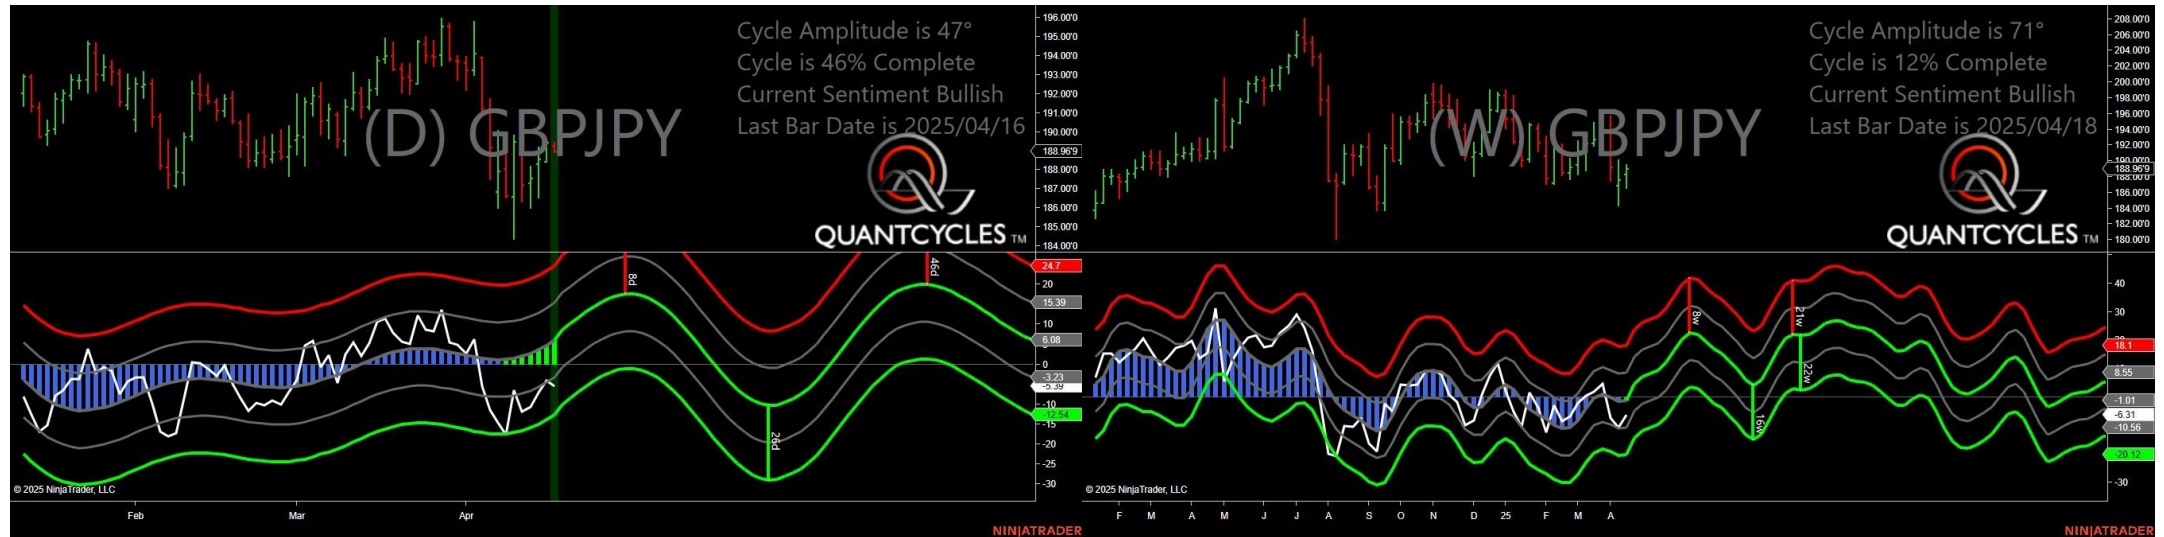 Cycle Amplitude is 47°
Cycle is 46% Complete
Current Sentiment Bullish
Last Bar Date is 2025/04/16
(D) GBPJPY
QUANTCYCLES TM
196.00'0
195.00'0
194.00'0
193.00'0
192.00'0
191.00'0
190.00'0
188.96'9
188.00'0
187.00'0
186.00'0
185.00'0
184.00'0
8d
26d
46d
24.7
20
15.39
10
6.08
0
-3.23
-5.39
-10
-12.54
-15
-20
-25
-30
© 2025 NinjaTrader, LLC
Feb
Mar
Apr
NINJATRADER
Cycle Amplitude is 71°
Cycle is 12% Complete
Current Sentiment Bullish
Last Bar Date is 2025/04/18
(W) GBPJPY
QUANTCYCLES TM
208.00'0
206.00'0
204.00'0
202.00'0
200.00'0
198.00'0
196.00'0
194.00'0
192.00'0
190.00'0
188.96'9
188.00'0
186.00'0
184.00'0
182.00'0
180.00'0
8w
16w
21w
22w
40
30
18.1
8.55
-1.01
-6.31
-10.56
-20.12
-30
© 2025 NinjaTrader, LLC
F
M
A
M
J
J
A
S
O
N
D
25
F
M
A
NINJATRADER